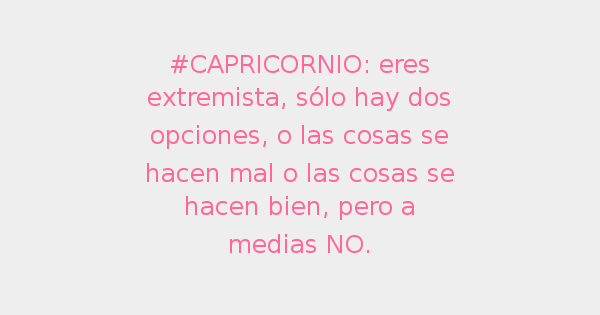 #CAPRICORNIO: eres
extremista, sólo hay dos
opciones, o las cosas se
hacen mal o las cosas se
hacen bien, pero a
medias NO.